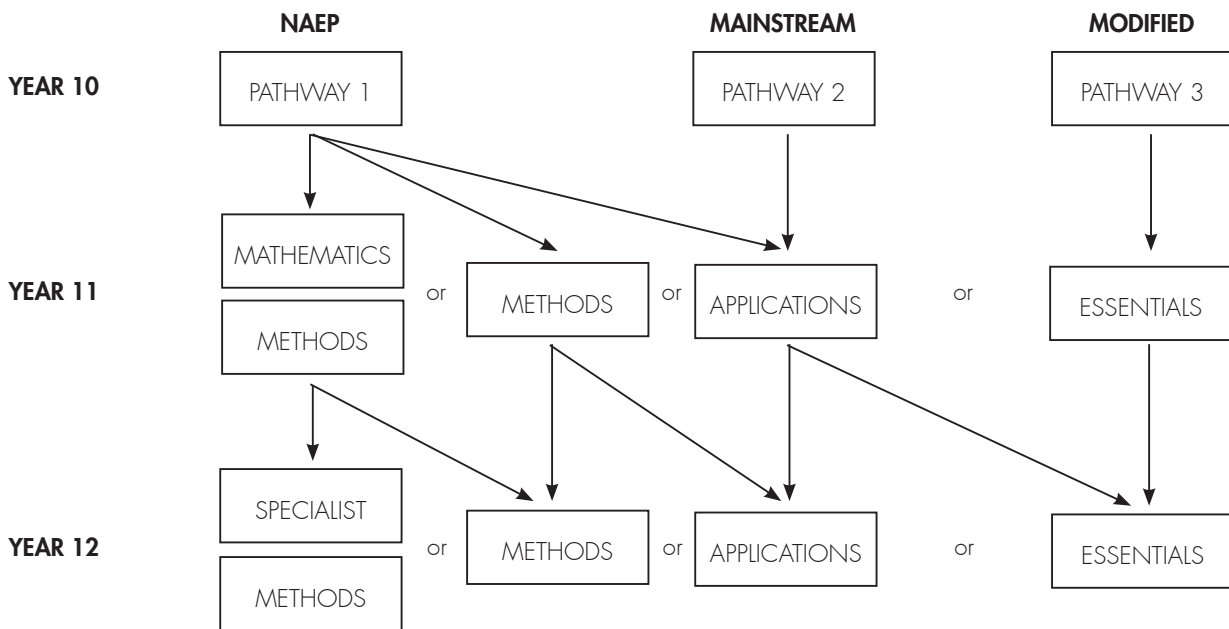 NAEP MAINSTREAM MODIFIED
YEAR 10 PATHWAY 1 PATHWAY 2 PATHWAY 3
MATHEMATICS
YEAR 11 or METHODS or APPLICATIONS or ESSENTIALS
METHODS
SPECIALIST
YEAR 12 or METHODS or APPLICATIONS or ESSENTIALS
METHODS